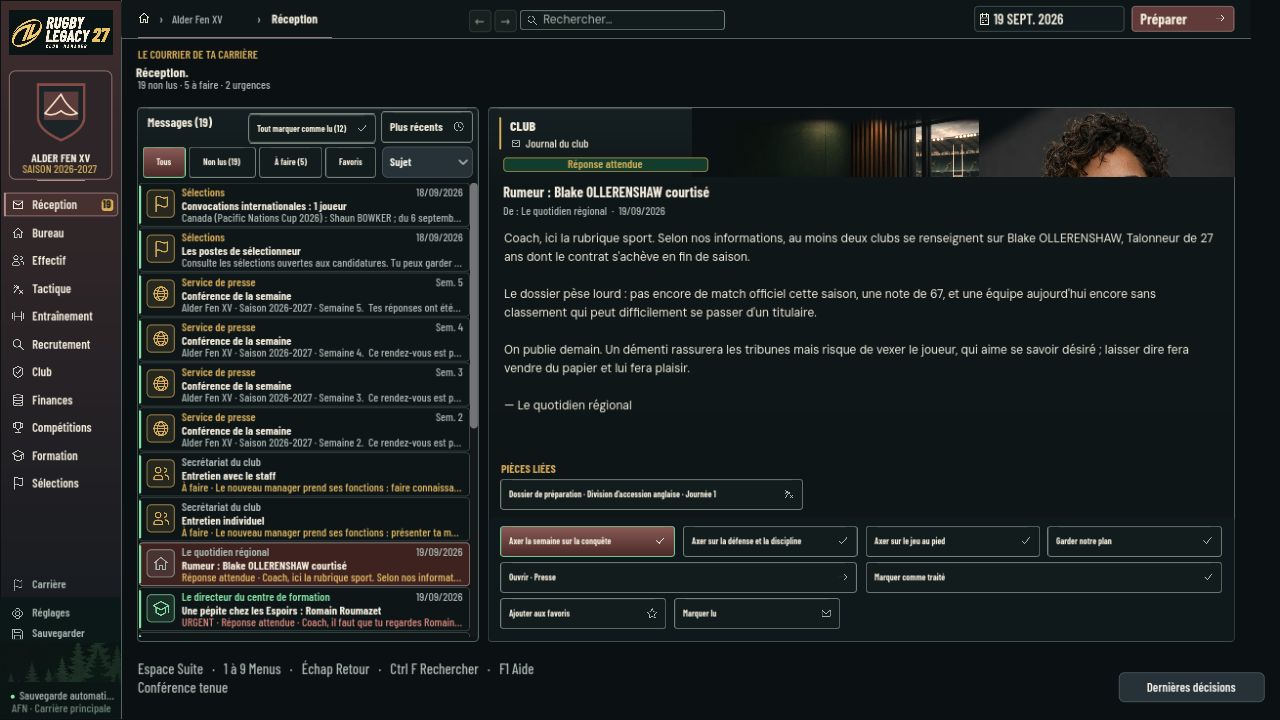 RUGBY
LEGACY 27
CLUB MANAGER
Alder Fen XV
Réception
Rechercher...
19 SEPT. 2026
Préparer
LE COURRIER DE TA CARRIÈRE
Réception.
19 non lus · 5 à faire · 2 urgences
ALDER FEN XV
SAISON 2026-2027
Réception
19
Bureau
Effectif
Tactique
Entraînement
Recrutement
Club
Finances
Compétitions
Formation
Sélections
Carrière
Réglages
Sauvegarder
Sauvegarde automati...
AFN · Carrière principale
Messages (19)
Tout marquer comme lu (12)
Plus récents
Tous
Non lus (19)
À faire (5)
Favoris
Sujet
Sélections 18/09/2026
Convocations internationales : 1 joueur
Canada (Pacific Nations Cup 2026) : Shaun BOWKER ; du 6 septemb...
Sélections 18/09/2026
Les postes de sélectionneur
Consulte les sélections ouvertes aux candidatures. Tu peux garder ...
Service de presse Sem. 5
Conférence de la semaine
Alder Fen XV · Saison 2026-2027 · Semaine 5. Tes réponses ont été...
Service de presse Sem. 4
Conférence de la semaine
Alder Fen XV · Saison 2026-2027 · Semaine 4. Ce rendez-vous est p...
Service de presse Sem. 3
Conférence de la semaine
Alder Fen XV · Saison 2026-2027 · Semaine 3. Ce rendez-vous est p...
Service de presse Sem. 2
Conférence de la semaine
Alder Fen XV · Saison 2026-2027 · Semaine 2. Ce rendez-vous est p...
Secrétariat du club
Entretien avec le staff
À faire · Le nouveau manager prend ses fonctions : faire connaissa...
Secrétariat du club
Entretien individuel
À faire · Le nouveau manager prend ses fonctions : présenter ta m...
Le quotidien régional 19/09/2026
Rumeur : Blake OLLERENSHAW courtisé
Réponse attendue · Coach, ici la rubrique sport. Selon nos informat...
Le directeur du centre de formation 19/09/2026
Une pépite chez les Espoirs : Romain Roumazet
URGENT · Réponse attendue · Coach, il faut que tu regardes Romain...
CLUB
Journal du club
Réponse attendue
Rumeur : Blake OLLERENSHAW courtisé
De : Le quotidien régional · 19/09/2026
Coach, ici la rubrique sport. Selon nos informations, au moins deux clubs se renseignent sur Blake OLLERENSHAW, Talonneur de 27
ans dont le contrat s'achève en fin de saison.
Le dossier pèse lourd : pas encore de match officiel cette saison, une note de 67, et une équipe aujourd'hui encore sans
classement qui peut difficilement se passer d'un titulaire.
On publie demain. Un démenti rassurera les tribunes mais risque de vexer le joueur, qui aime se savoir désiré ; laisser dire fera
vendre du papier et lui fera plaisir.
— Le quotidien régional
PIÈCES LIÉES
Dossier de préparation · Division d'accession anglaise · Journée 1
Axer la semaine sur la conquête
Axer sur la défense et la discipline
Axer sur le jeu au pied
Garder notre plan
Ouvrir · Presse
Marquer comme traité
Ajouter aux favoris
Marquer lu
Espace Suite · 1 à 9 Menus · Échap Retour · Ctrl F Rechercher · F1 Aide
Conférence tenue
Dernières décisions